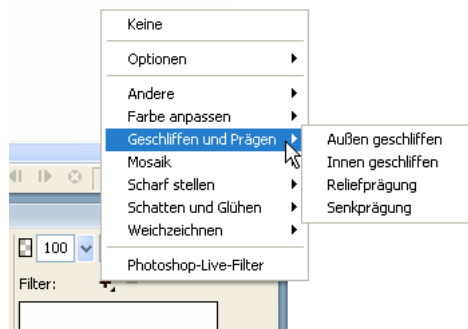 Keine
Optionen
Andere
Farbe anpassen
Geschliffen und Prägen
Außen geschliffen
Mosaik
Innen geschliffen
Scharf stellen
Reliefprägung
Schatten und Glühen
Senkprägung
Weichzeichnen
100
Photoshop-Live-Filter
Filter: